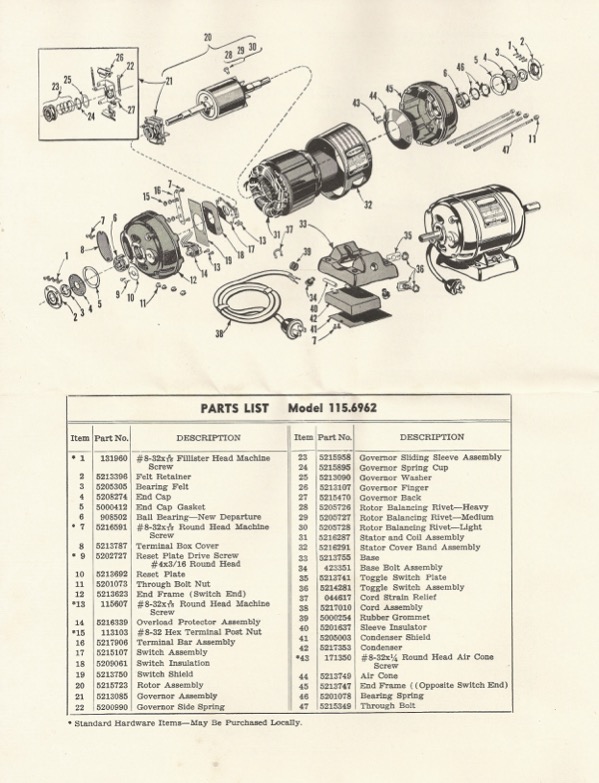 20
28 29 30
26
22
21
25
23
24
27
43
44
45
46
6
5
4
3
1
2
47
11
32
31
16
7
15
17
13
18
19
14
12
7
6
8
1
2
3
4
5
9
10
11
33
37
39
34
40
42
41
7
35
36
38
PARTS LIST Model 115.6962
Item Part No. DESCRIPTION
* 1 131960 #8-32x5/16 Fillister Head Machine
Screw
2 5213396 Felt Retainer
3 5205305 Bearing Felt
4 5208274 End Cap
5 5000412 End Cap Gasket
6 908502 Ball Bearing—New Departure
* 7 5216591 #8-32x5/16 Round Head Machine
Screw
8 5213787 Terminal Box Cover
* 9 5202727 Reset Plate Drive Screw
#4x3/16 Round Head
10 5213692 Reset Plate
11 5201073 Through Bolt Nut
12 5213623 End Frame (Switch End)
*13 115607 #8-32x5/16 Round Head Machine
Screw
14 5216339 Overload Protector Assembly
*15 113103 #8-32 Hex Terminal Post Nut
16 5217906 Terminal Bar Assembly
17 5215107 Switch Assembly
18 5209061 Switch Insulation
19 5213750 Switch Shield
20 5215723 Rotor Assembly
21 5213085 Governor Assembly
22 5200990 Governor Side Spring
Item Part No. DESCRIPTION
23 5215958 Governor Sliding Sleeve Assembly
24 5215895 Governor Spring Cup
25 5213090 Governor Washer
26 5213107 Governor Finger
27 5215470 Governor Back
28 5205726 Rotor Balancing Rivet—Heavy
29 5205727 Rotor Balancing Rivet—Medium
30 5205728 Rotor Balancing Rivet—Light
31 5216287 Stator and Coil Assembly
32 5216291 Stator Cover Band Assembly
33 5213755 Base
34 423351 Base Bolt Assembly
35 5213741 Toggle Switch Plate
36 5214281 Toggle Switch Assembly
37 044617 Cord Strain Relief
38 5217010 Cord Assembly
39 5000254 Rubber Grommet
40 5201637 Sleeve Insulator
41 5205003 Condenser Shield
42 5217353 Condenser
*43 171350 #8-32x1/4 Round Head Air Cone
Screw
44 5213749 Air Cone
45 5213747 End Frame ((Opposite Switch End)
46 5201078 Bearing Spring
47 5215349 Through Bolt
* Standard Hardware Items—May Be Purchased Locally.